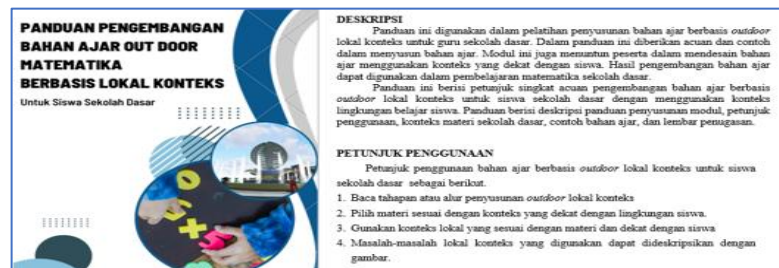 PANDUAN PENGEMBANGAN
BAHAN AJAR OUT DOOR
MATEMATIKA
BERBASIS LOKAL KONTEKS
Untuk Siswa Sekolah Dasar
DESKRIPSI
Panduan ini digunakan dalam pelatihan penyusunan bahan ajar berbasis outdoor
lokal konteks untuk guru sekolah dasar. Dalam panduan ini diberikan acuan dan contoh
dalam menyusun bahan ajar. Modul ini juga menuntun peserta dalam mendesain bahan
ajar menggunakan konteks yang dekat dengan siswa. Hasil pengembangan bahan ajar
dapat digunakan dalam pembelajaran matematika sekolah dasar.
Panduan ini berisi petunjuk singkat acuan pengembangan bahan ajar berbasis
outdoor lokal konteks untuk siswa sekolah dasar dengan menggunakan konteks
lingkungan belajar siswa. Panduan berisi deskripsi panduan penyusunan modul, petunjuk
penggunaan, konteks materi sekolah dasar, contoh bahan ajar, dan lembar penugasan.
PETUNJUK PENGGUNAAN
Petunjuk penggunaan bahan ajar berbasis outdoor lokal konteks untuk siswa
sekolah dasar sebagai berikut.
1. Baca tahapan atau alur penyusunan outdoor lokal konteks
2. Pilih materi sesuai dengan konteks yang dekat dengan lingkungan siswa.
3. Gunakan konteks lokal yang sesuai dengan materi dan dekat dengan siswa
4. Masalah-masalah lokal konteks yang digunakan dapat dideskripsikan dengan
gambar.